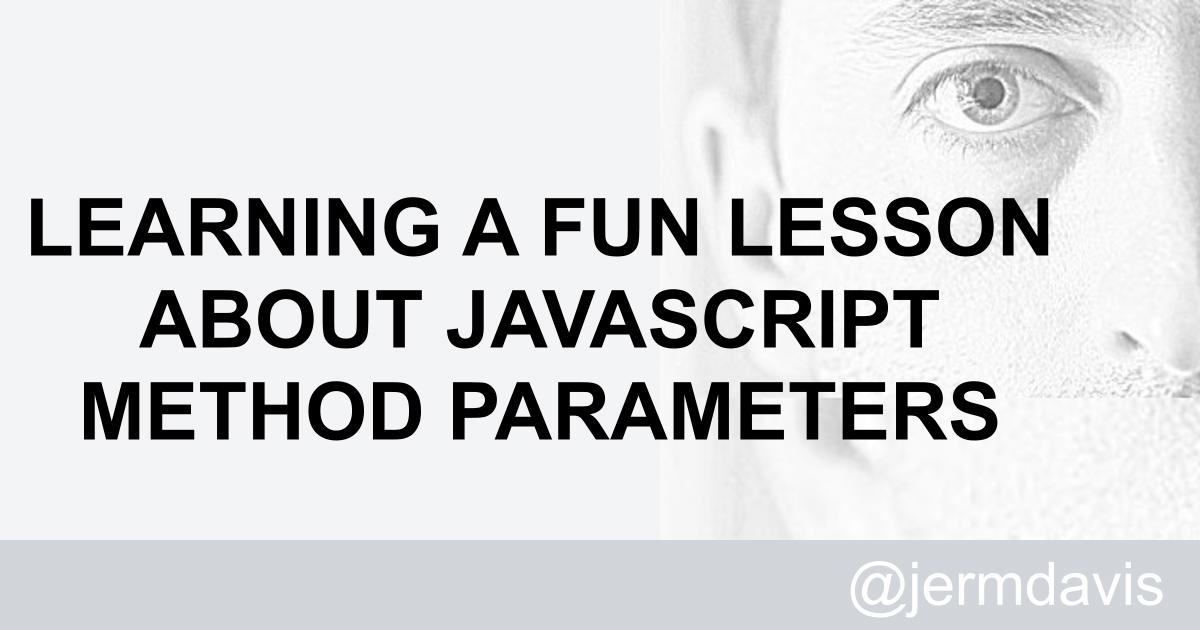 LEARNING A FUN LESSON
ABOUT JAVASCRIPT
METHOD PARAMETERS
@jermdavis